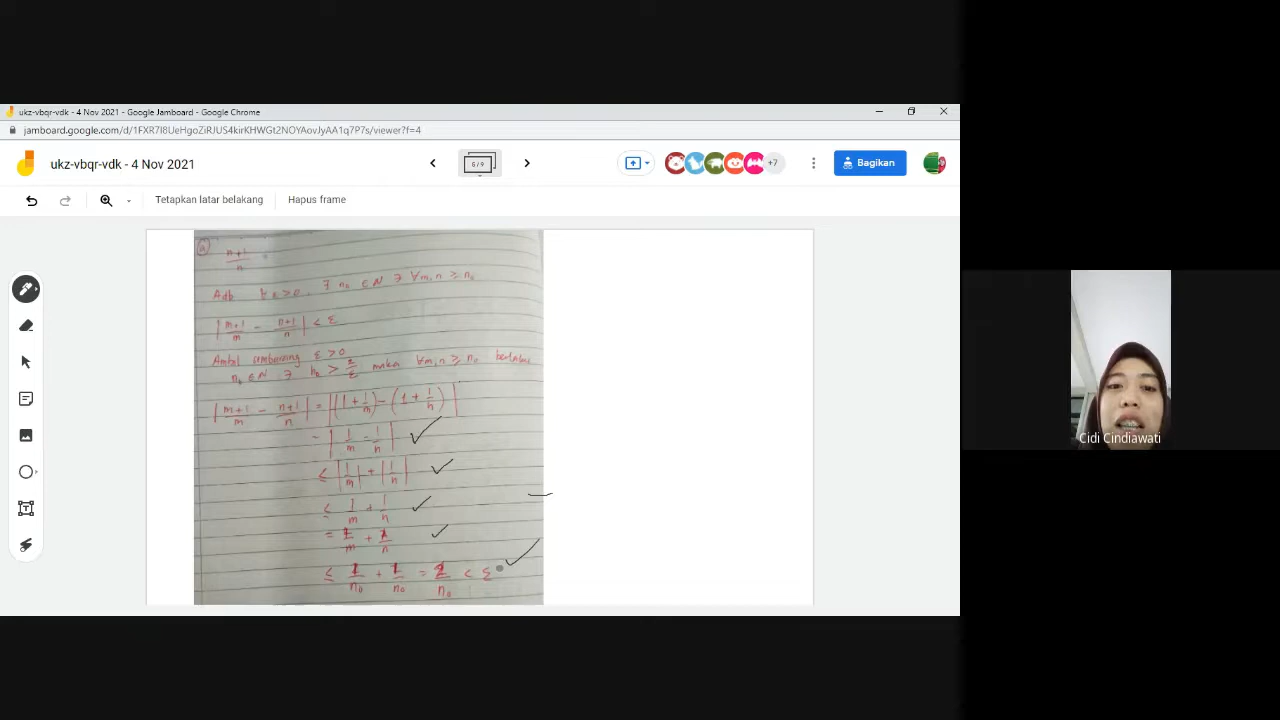 ukz-vbqr-vdk - 4 Nov 2021 - Google Jamboard - Google Chrome
jamboard.google.com/d/1FXR7I8UeHgoZiRJUS4kirKHWGt2NOYAovJyAA1q7P7s/viewer?f=4
ukz-vbqr-vdk - 4 Nov 2021
6/9
+7
Bagikan
Tetapkan latar belakang
Hapus frame
a
n+1/n
Adb ∀ ε > 0, ∃ n₀ ∈ N ∋ ∀ m, n ≥ n₀
| m+1/m - n+1/n | < ε
Ambil sembarang ε > 0
n₀ ∈ N ∋ n₀ > 2/ε maka ∀ m, n ≥ n₀ berlaku
| m+1/m - n+1/n | = | (1 + 1/m) - (1 + 1/n) |
= | 1/m - 1/n | ✓
≤ | 1/m | + | 1/n | ✓
≤ 1/m + 1/n ✓
= 1/m + 1/n ✓
≤ 1/n₀ + 1/n₀ = 2/n₀ < ε ✓
Cidi Cindiawati